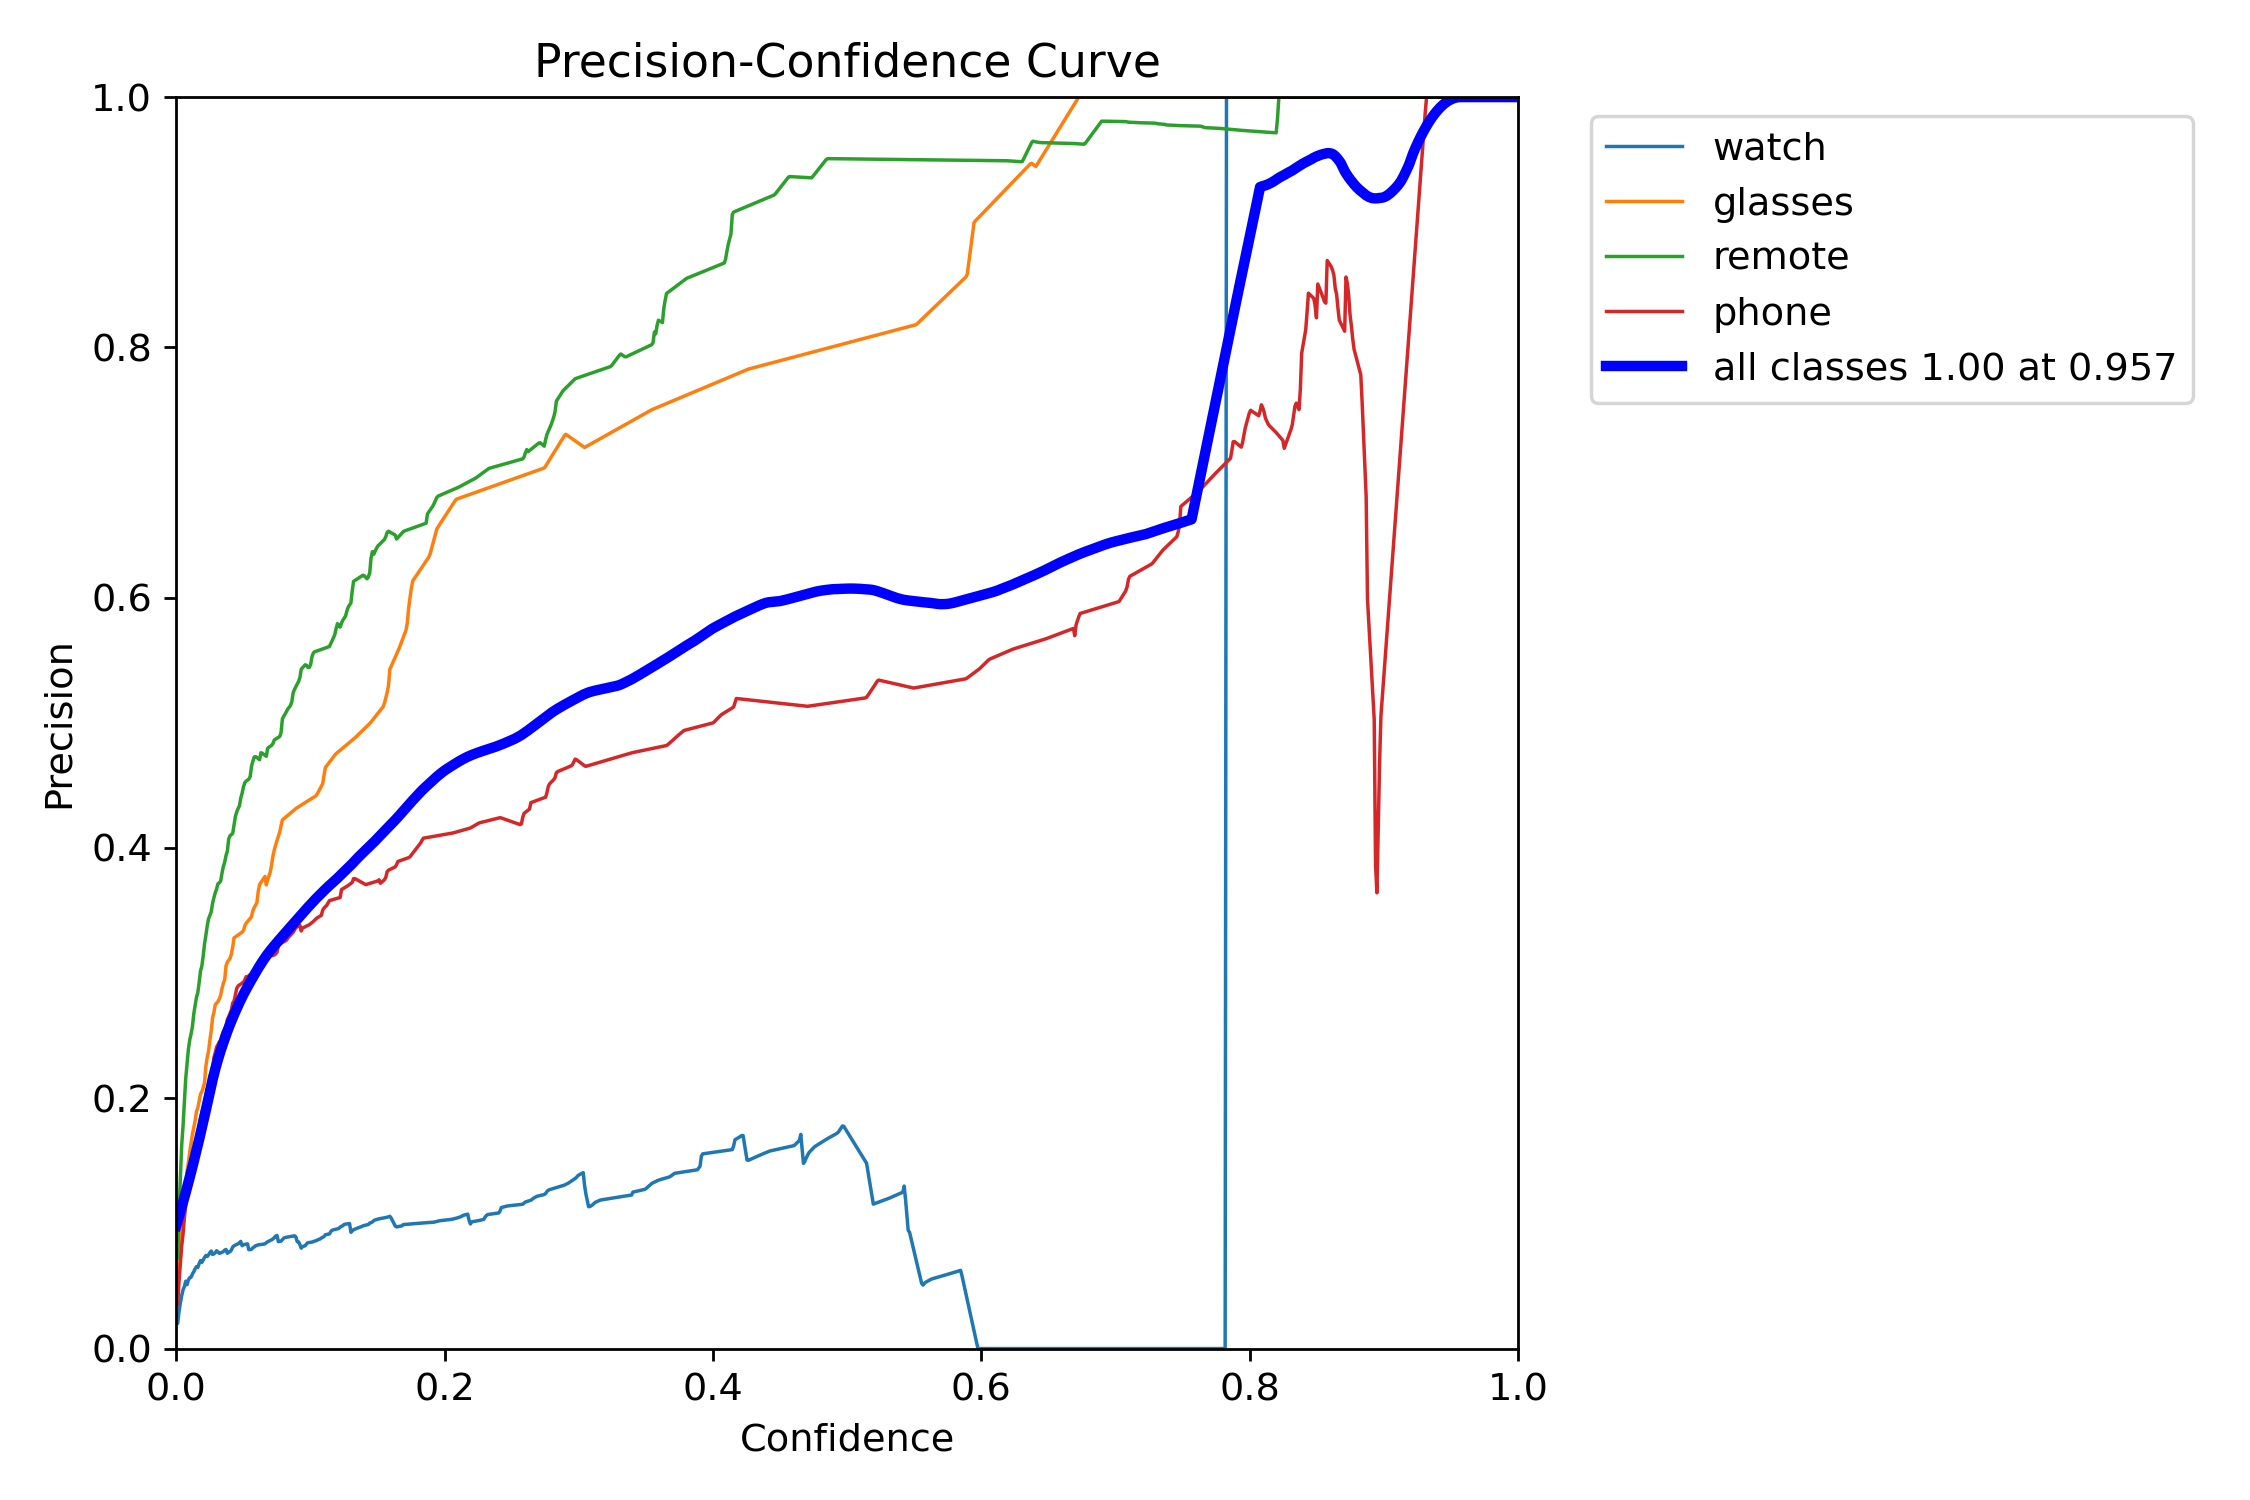 Precision-Confidence Curve
1.0
0.8
0.6
0.4
0.2
0.0
Precision
0.0 0.2 0.4 0.6 0.8 1.0
Confidence
watch
glasses
remote
phone
all classes 1.00 at 0.957